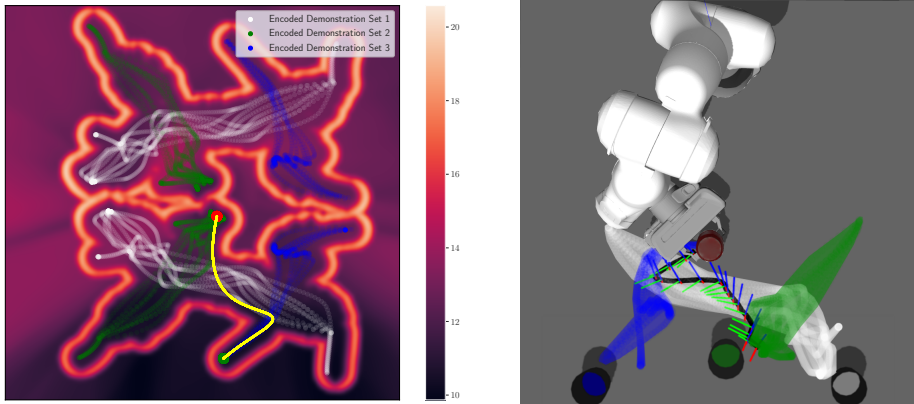 Encoded Demonstration Set 1
Encoded Demonstration Set 2
Encoded Demonstration Set 3
20
18
16
14
12
10